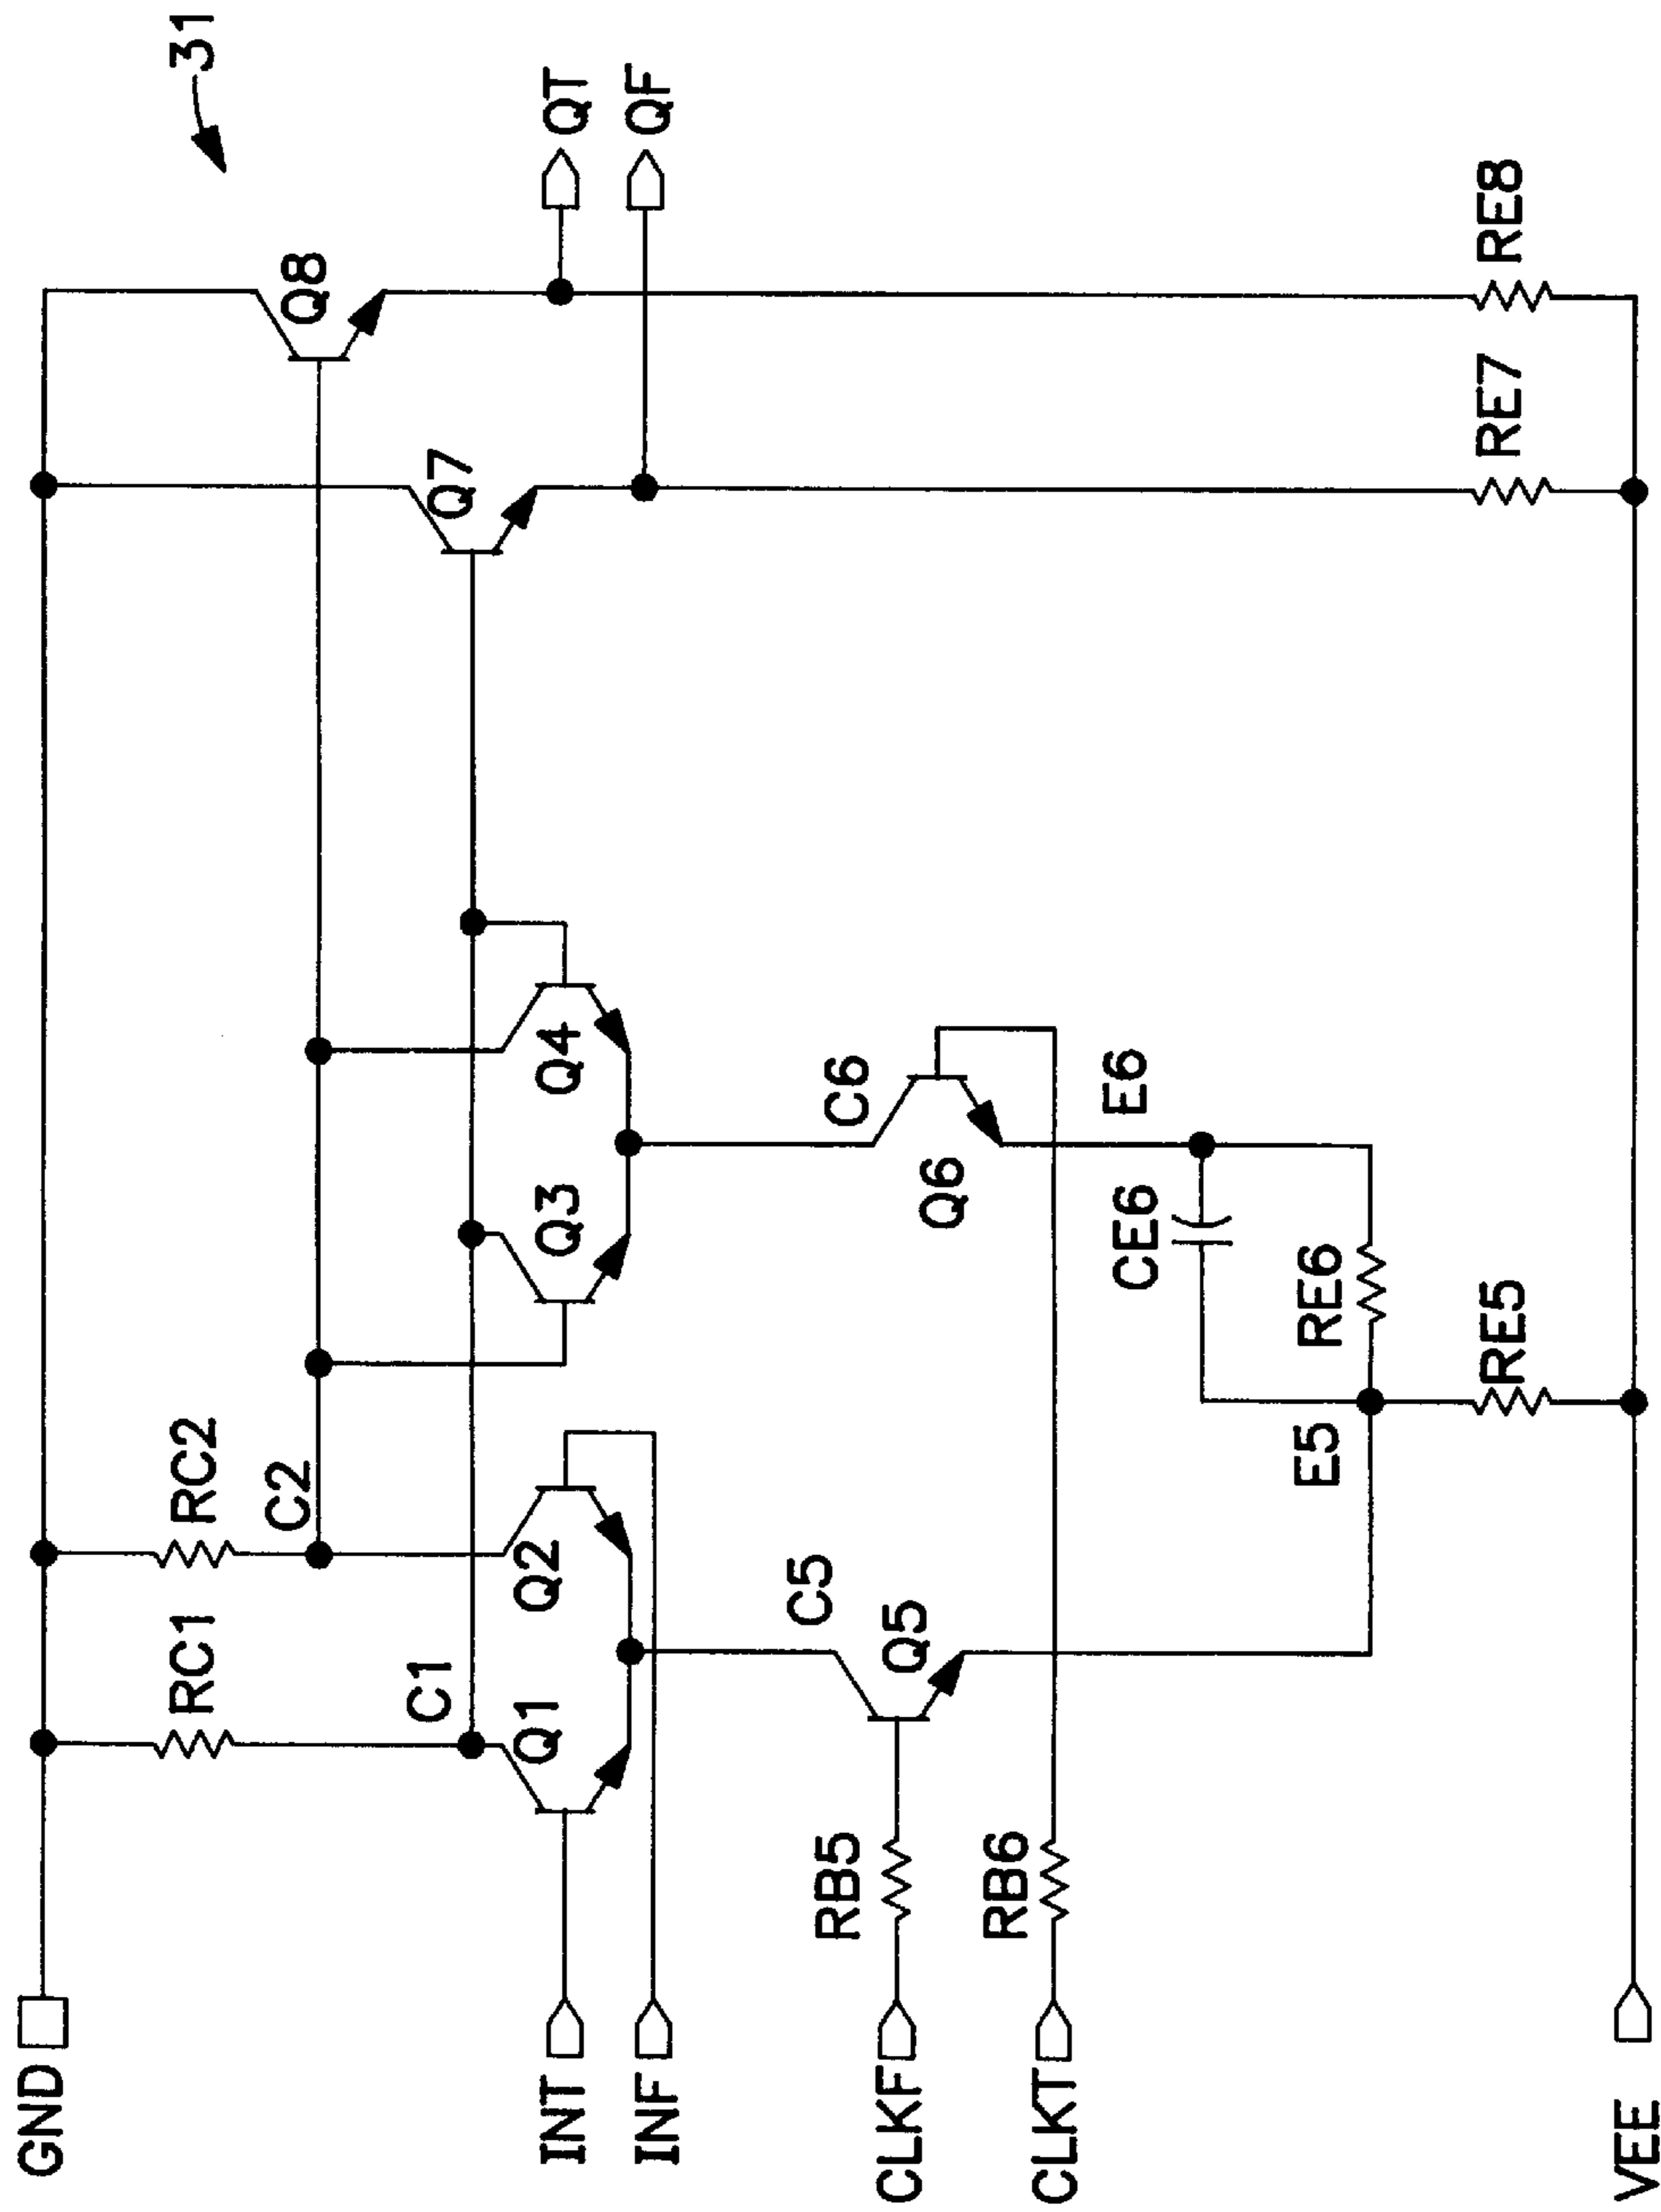 31
GND
RC1
RC2
C2
C1
Q8
Q7
QT
QF
INT
INF
Q1
Q2
Q3
Q4
CLKF
RB5
C5
Q5
C6
Q6
CLKT
RB6
E6
CE6
RE6
E5
RE5
RE7
RE8
VEE